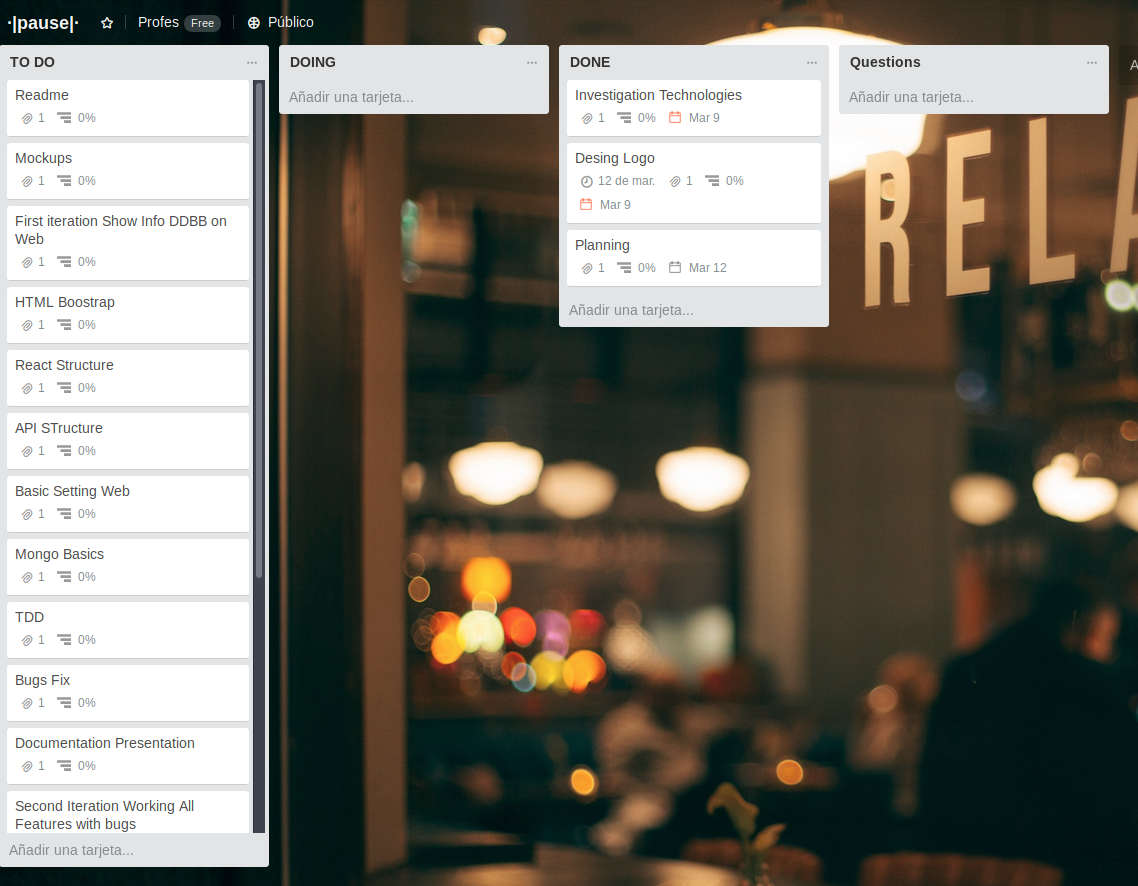 ·|pause|·
Profes Free
Público
TO DO
Readme
1 0%
Mockups
1 0%
First iteration Show Info DDBB on
Web
1 0%
HTML Boostrap
1 0%
React Structure
1 0%
API STructure
1 0%
Basic Setting Web
1 0%
Mongo Basics
1 0%
TDD
1 0%
Bugs Fix
1 0%
Documentation Presentation
1 0%
Second Iteration Working All
Features with bugs
Añadir una tarjeta...
DOING
Añadir una tarjeta...
DONE
Investigation Technologies
1 0% Mar 9
Desing Logo
12 de mar. 1 0%
Mar 9
Planning
1 0% Mar 12
Añadir una tarjeta...
Questions
Añadir una tarjeta...
A
RELA